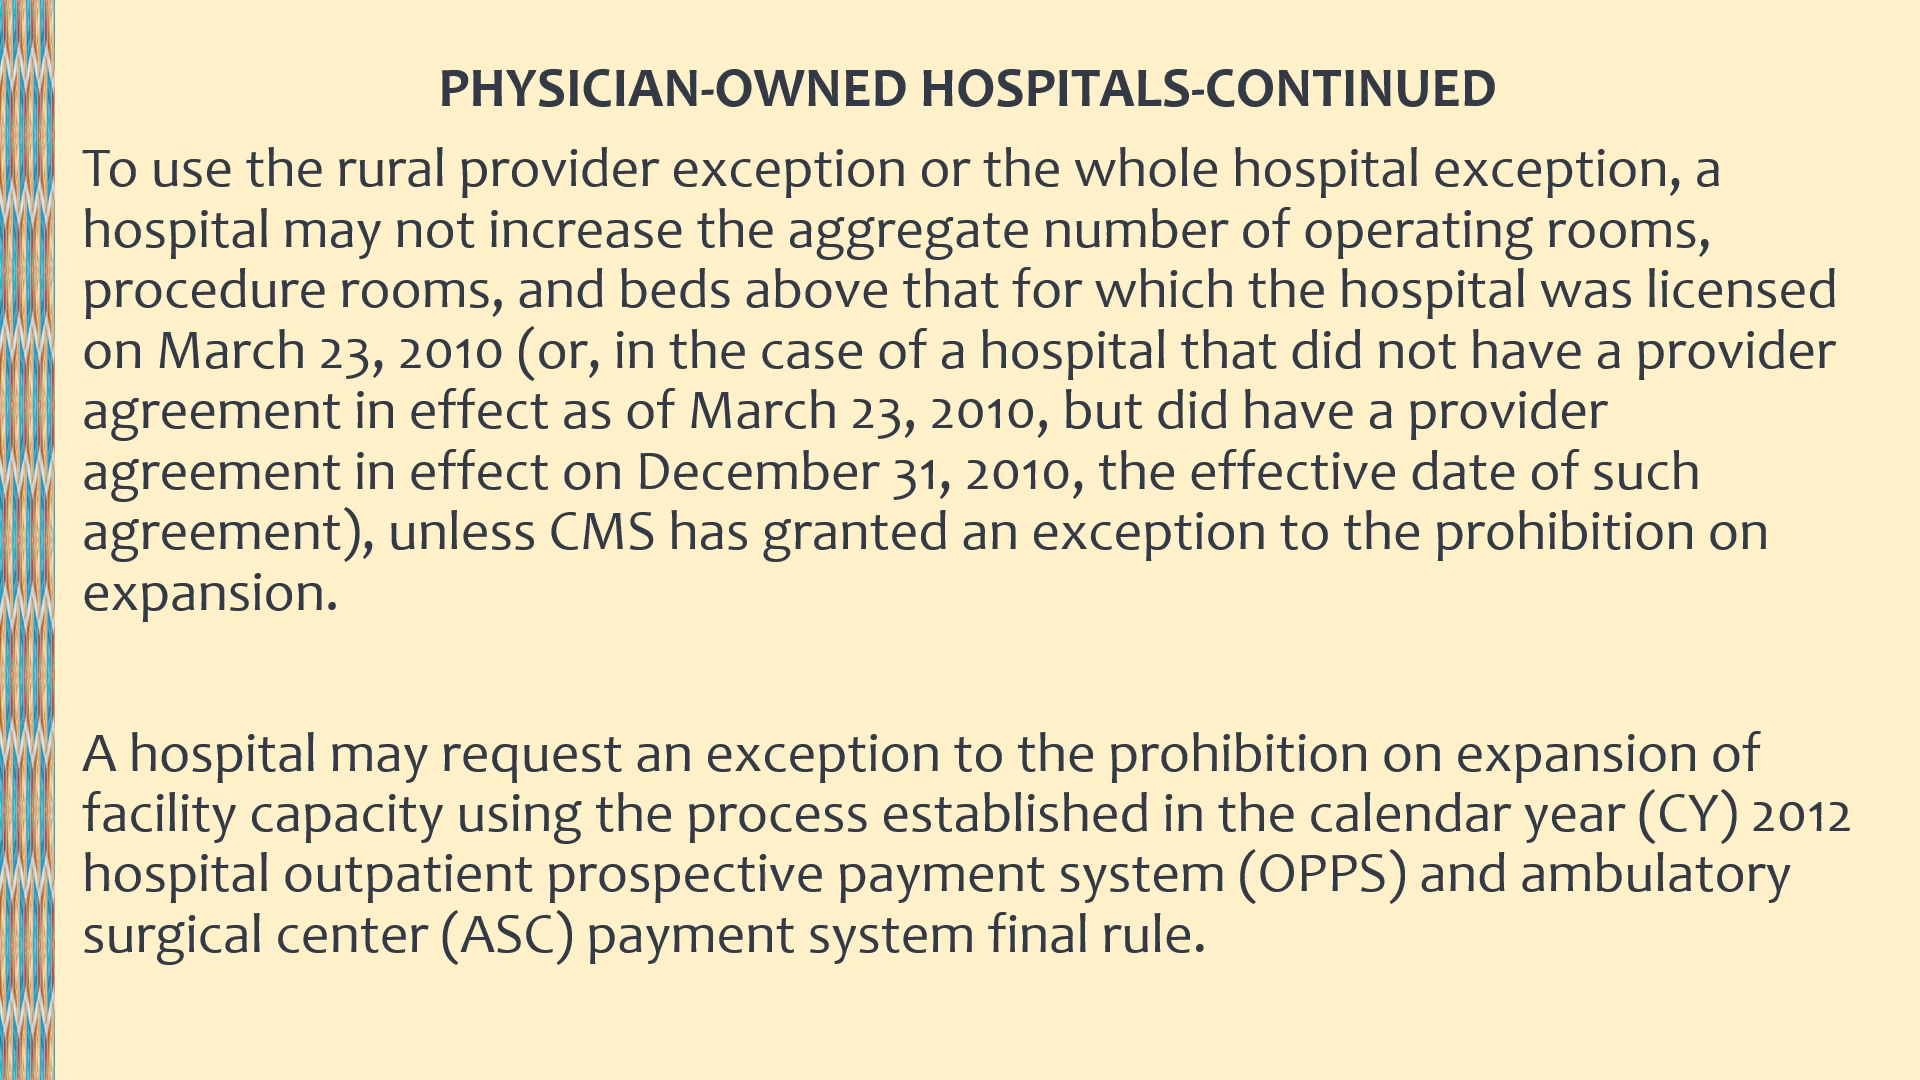 PHYSICIAN-OWNED HOSPITALS-CONTINUED
To use the rural provider exception or the whole hospital exception, a
hospital may not increase the aggregate number of operating rooms,
procedure rooms, and beds above that for which the hospital was licensed
on March 23, 2010 (or, in the case of a hospital that did not have a provider
agreement in effect as of March 23, 2010, but did have a provider
agreement in effect on December 31, 2010, the effective date of such
agreement), unless CMS has granted an exception to the prohibition on
expansion.
A hospital may request an exception to the prohibition on expansion of
facility capacity using the process established in the calendar year (CY) 2012
hospital outpatient prospective payment system (OPPS) and ambulatory
surgical center (ASC) payment system final rule.